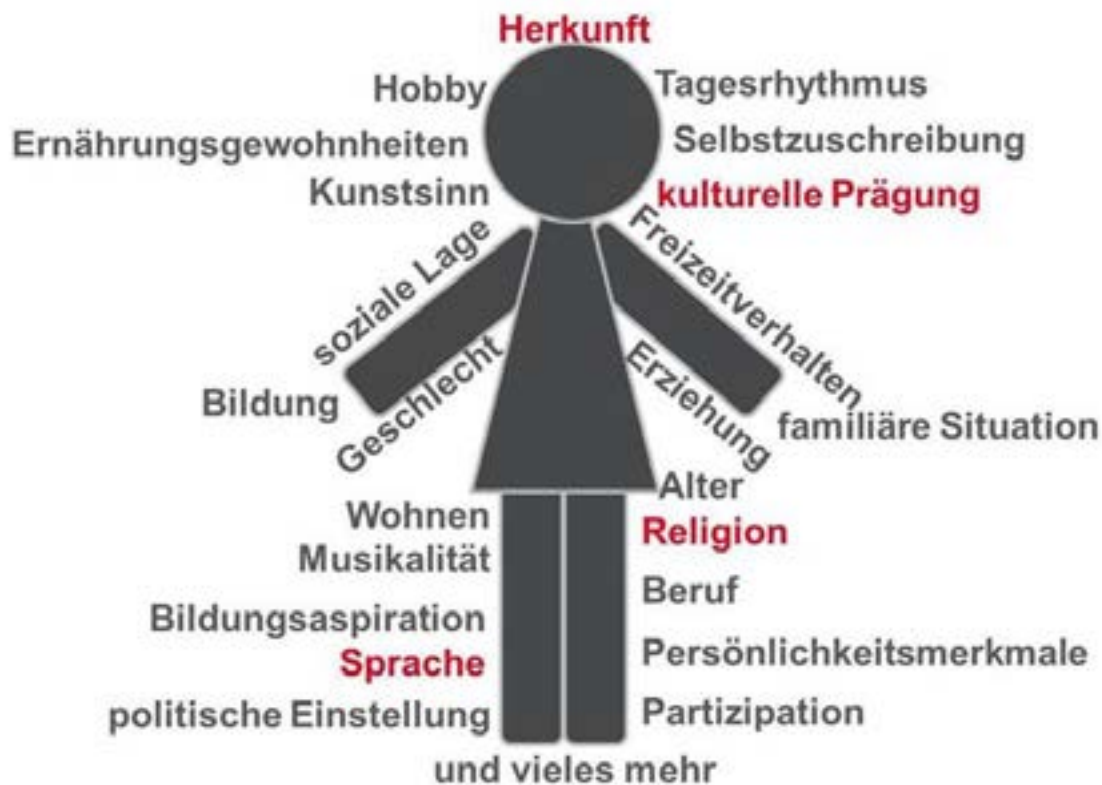 Herkunft
Hobby
Tagesrhythmus
Ernährungsgewohnheiten
Selbstzuschreibung
Kunstsinn
kulturelle Prägung
soziale Lage
Freizeitverhalten
Geschlecht
Erziehung
Bildung
familiäre Situation
Alter
Wohnen
Religion
Musikalität
Beruf
Bildungsaspiration
Persönlichkeitsmerkmale
Sprache
politische Einstellung
Partizipation
und vieles mehr